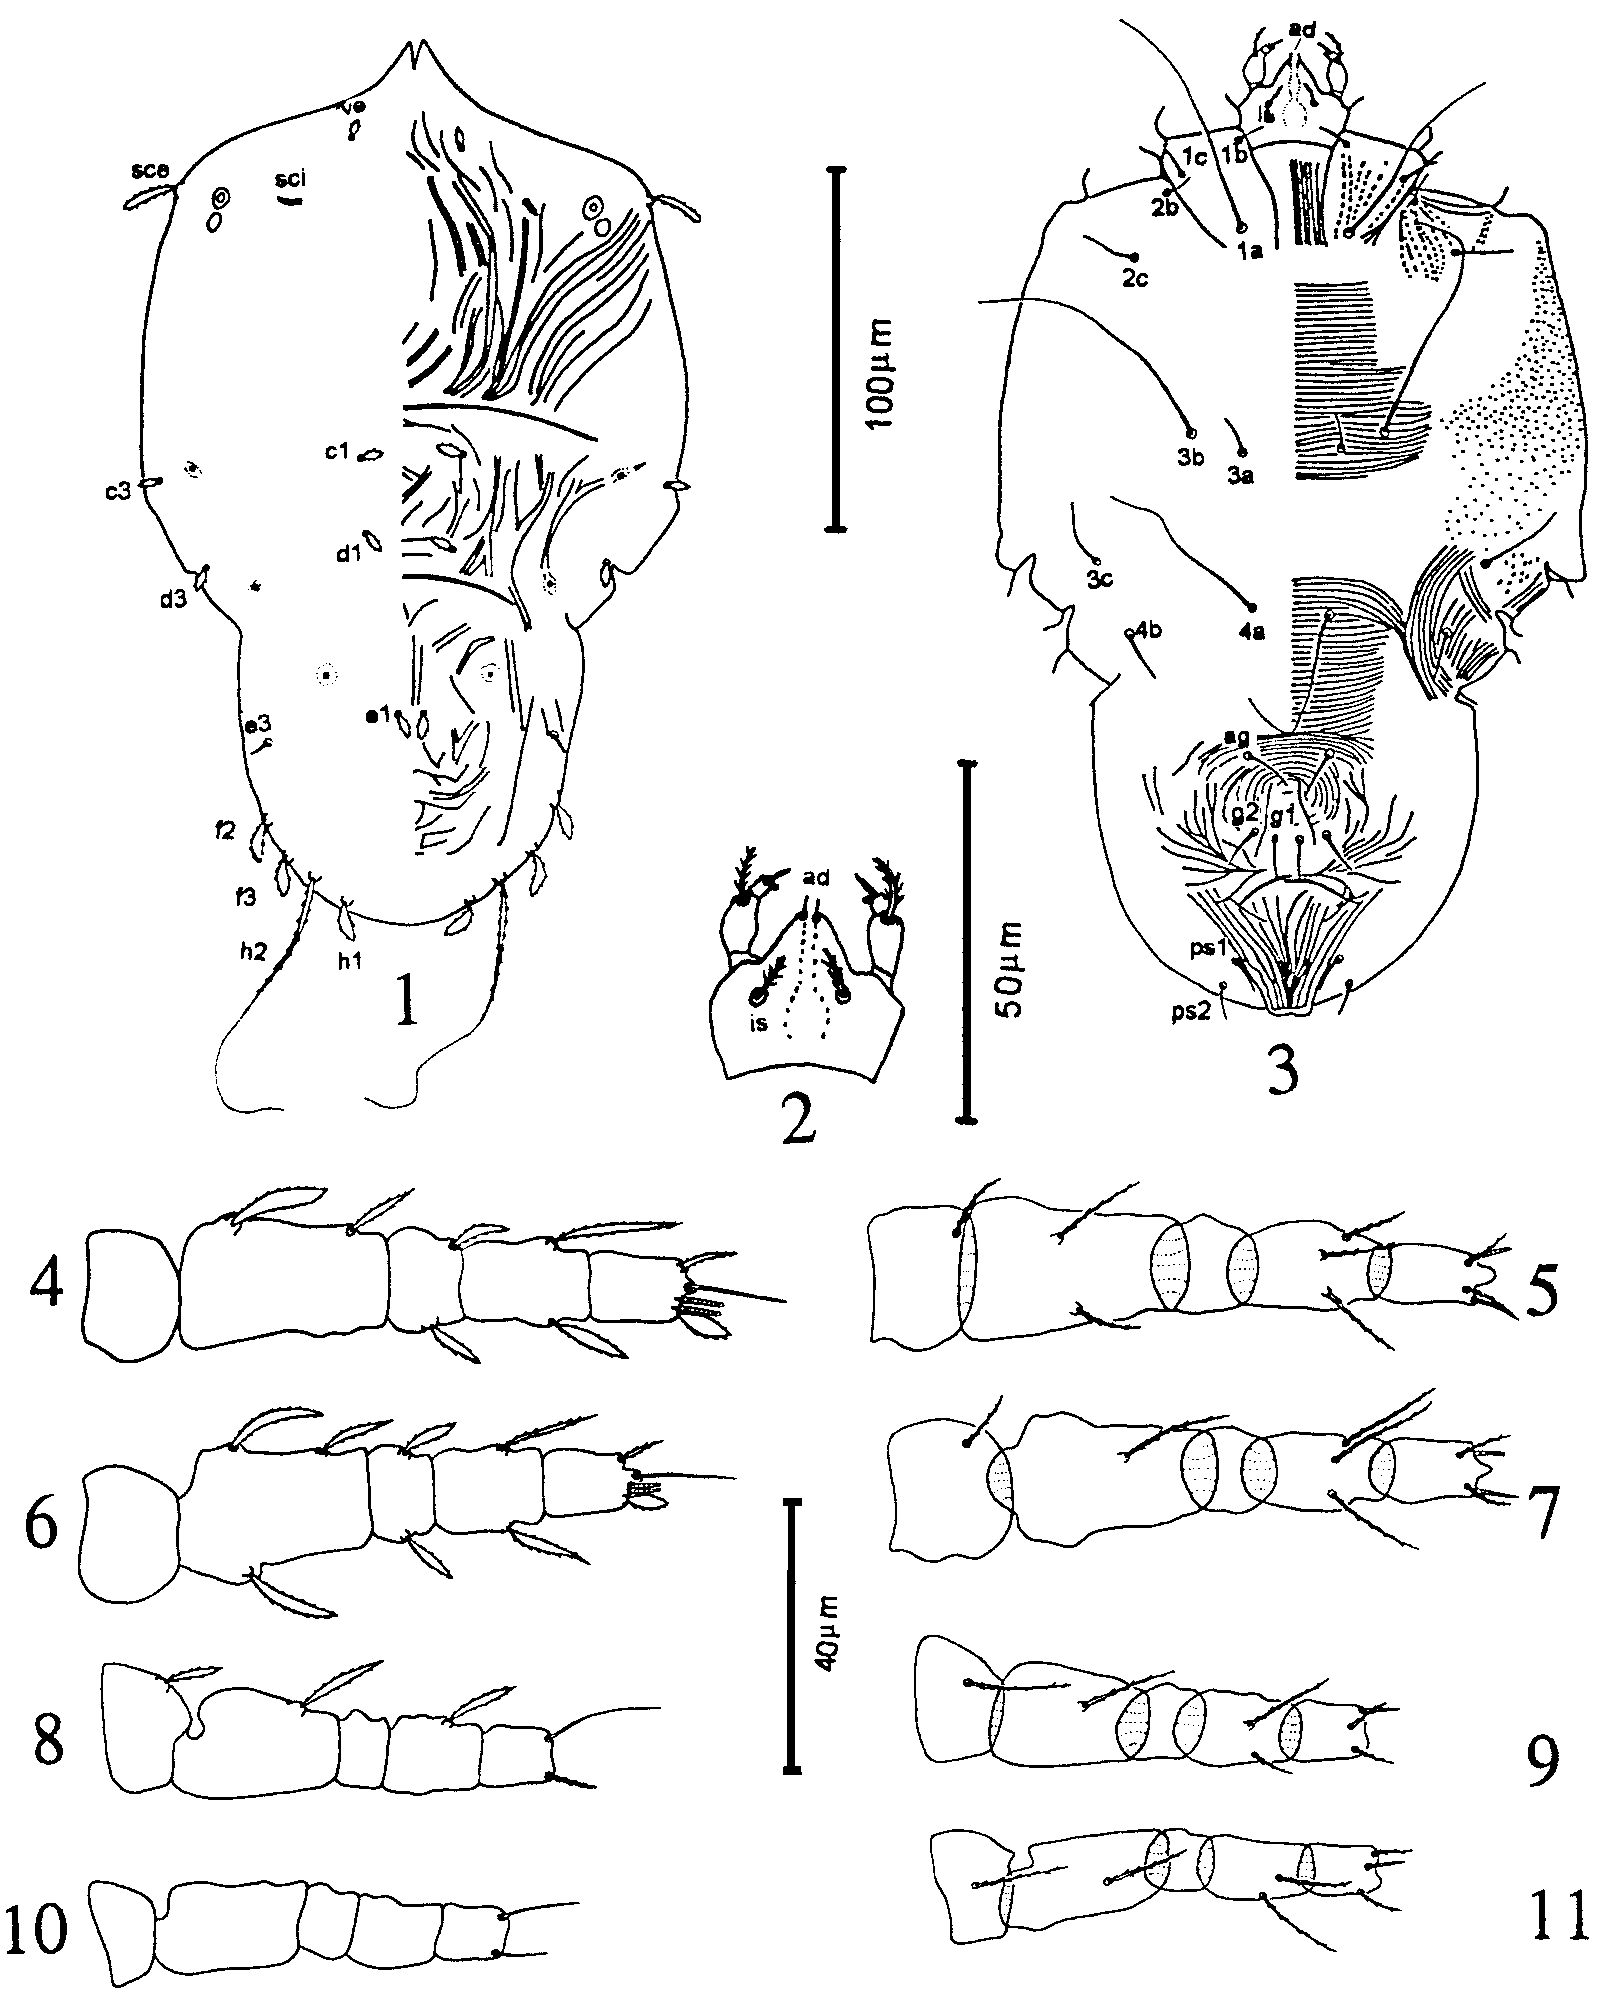 ve
sce
sci
c1
c3
d1
d3
e1
e3
f2
f3
h2
h1
1
100µm
ad
is
1c 1b
2b
1a
2c
3b
3a
3c
4b
4a
ag
g2 g1
ps1
ps2
3
ad
is
2
50µm
4
5
6
7
40µm
8
9
10
11